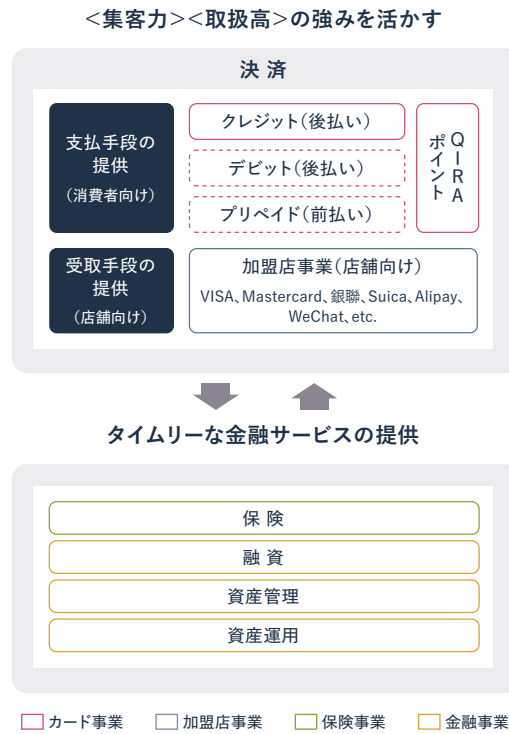 <集客力><取扱高>の強みを活かす
決 済
支払手段の
提供
(消費者向け)
クレジット(後払い)
デビット(後払い)
プリペイド(前払い)
QIRA
ポイント
受取手段の
提供
(店舗向け)
加盟店事業(店舗向け)
VISA、Mastercard、銀聯、Suica、Alipay、
WeChat、etc.
タイムリーな金融サービスの提供
保 険
融 資
資産管理
資産運用
カード事業 加盟店事業 保険事業 金融事業